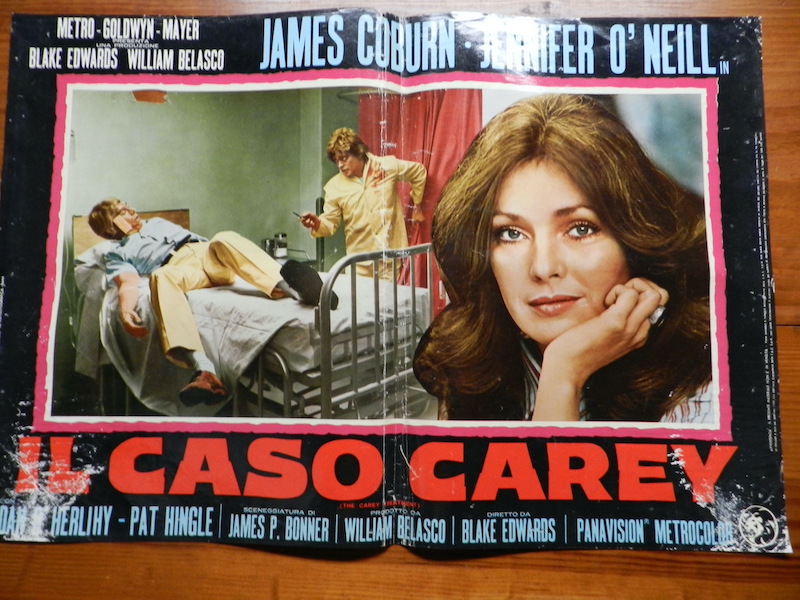 METRO-GOLDWYN-MAYER
PRESENTA
UNA PRODUZIONE
BLAKE EDWARDS WILLIAM BELASCO
JAMES COBURN · JENNIFER O'NEILL IN
IL CASO CAREY
(THE CAREY TREATMENT)
HERLIHY - PAT HINGLE
SCENEGGIATURA DI
JAMES P. BONNER
PRODOTTO DA
WILLIAM BELASCO
DIRETTO DA
BLAKE EDWARDS
PANAVISION® METROCOLOR